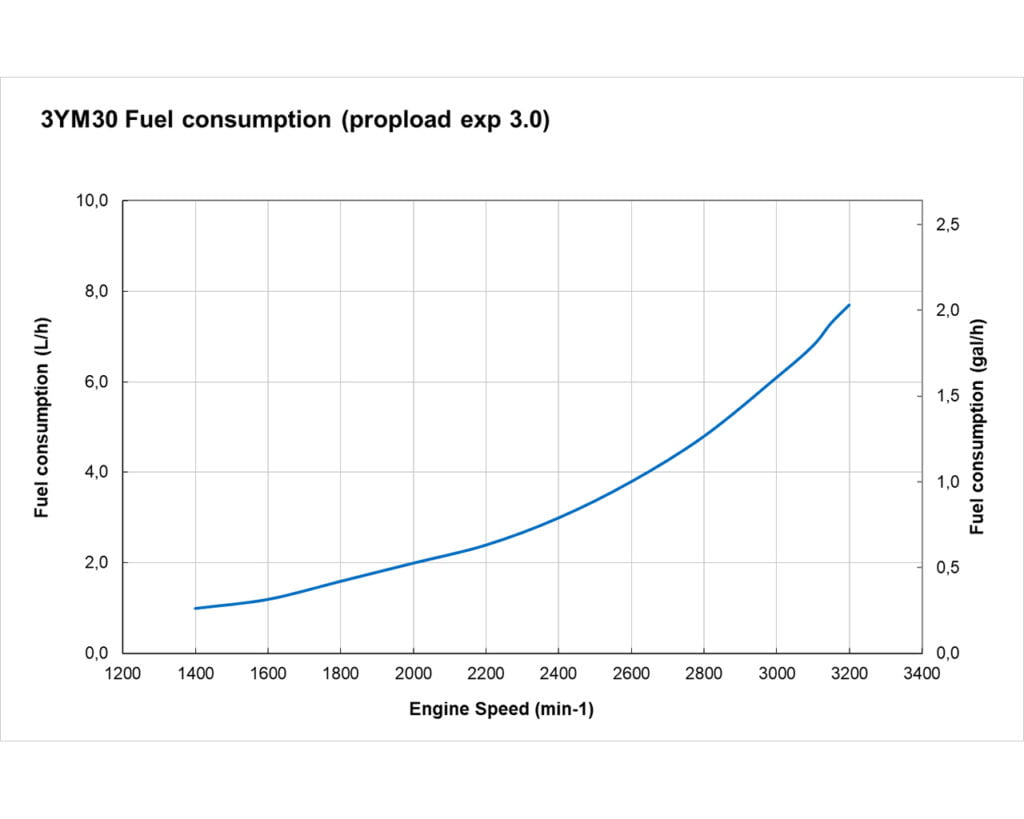 3YM30 Fuel consumption (propload exp 3.0)
10,0
8,0
6,0
4,0
2,0
0,0
2,5
2,0
1,5
1,0
0,5
0,0
Fuel consumption (L/h)
Fuel consumption (gal/h)
1200 1400 1600 1800 2000 2200 2400 2600 2800 3000 3200 3400
Engine Speed (min-1)